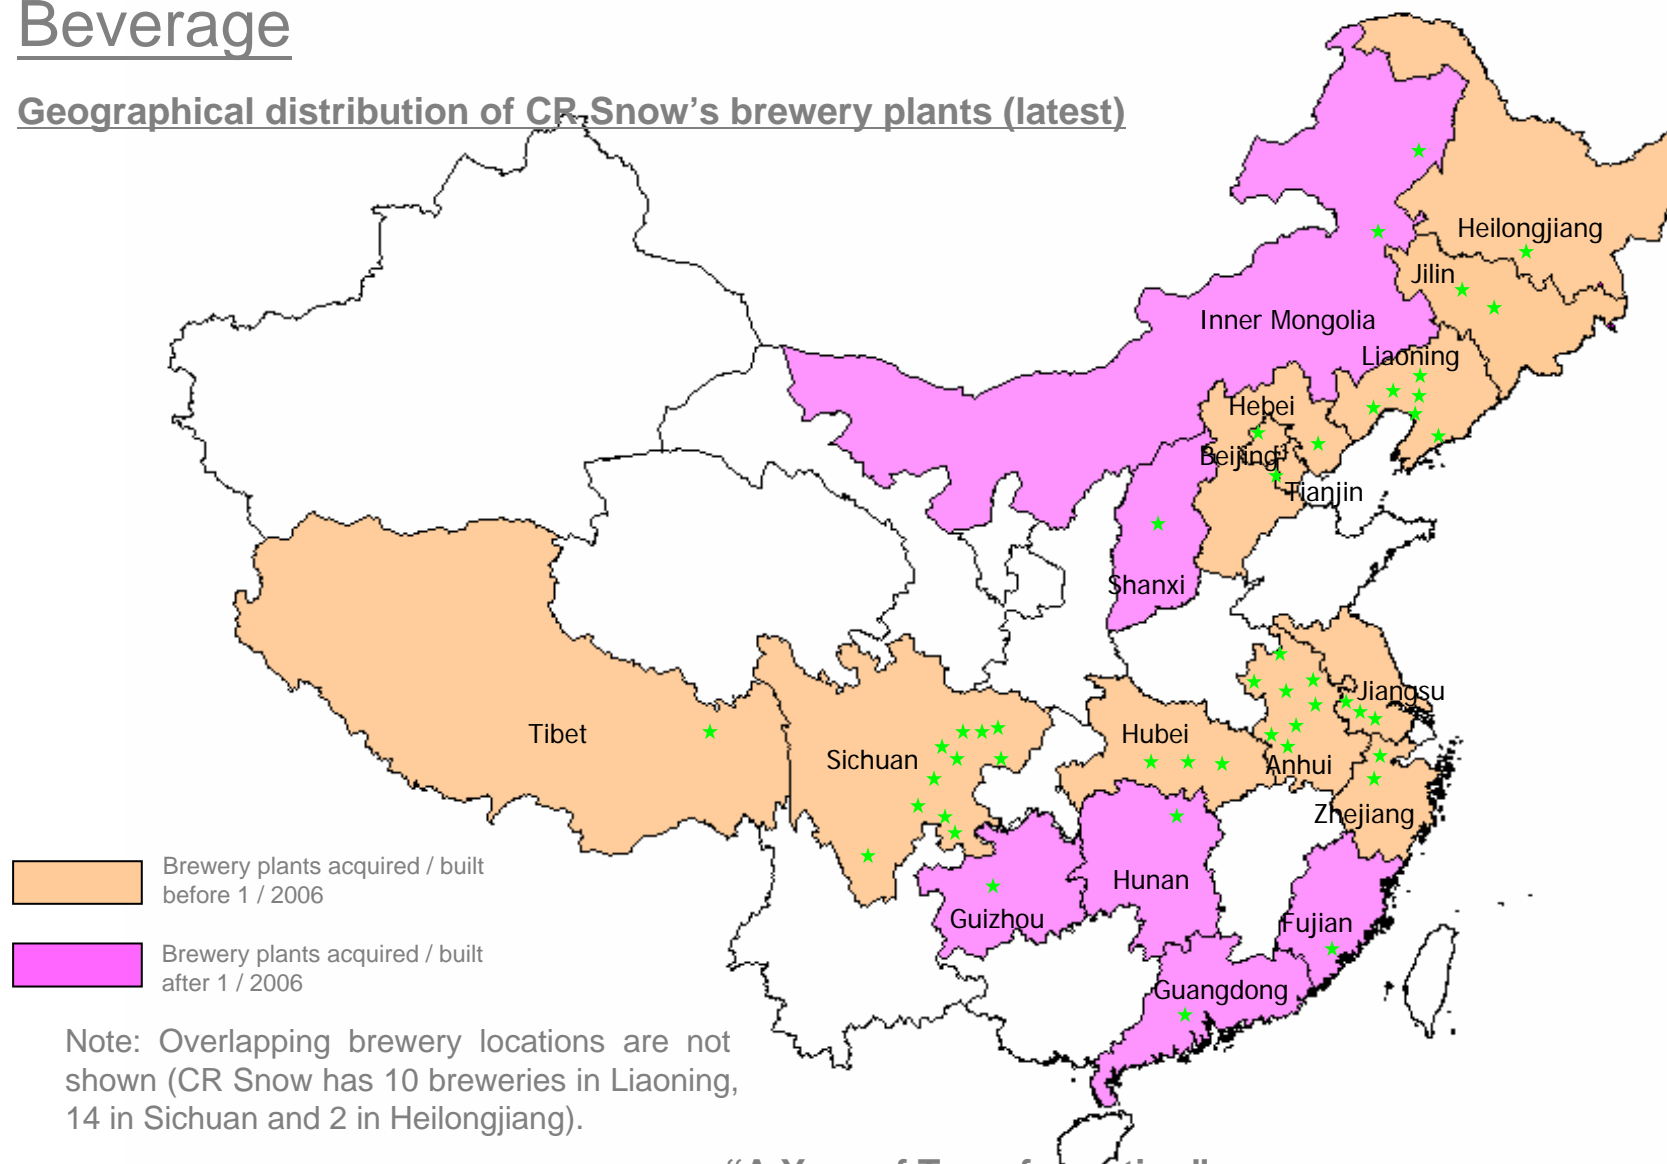 Beverage
Geographical distribution of CR Snow's brewery plants (latest)
Heilongjiang
Jilin
Inner Mongolia
Liaoning
Hebei
Beijing
Tianjin
Shanxi
Jiangsu
Tibet
Sichuan
Hubei
Anhui
Zhejiang
Hunan
Guizhou
Fujian
Guangdong
Brewery plants acquired / built
before 1 / 2006
Brewery plants acquired / built
after 1 / 2006
Note: Overlapping brewery locations are not
shown (CR Snow has 10 breweries in Liaoning,
14 in Sichuan and 2 in Heilongjiang).
"A Year of Transformation"